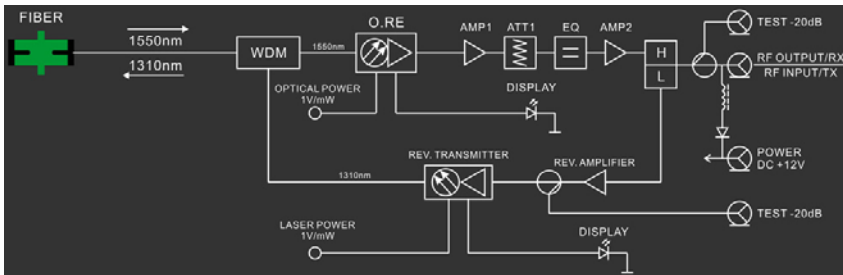 FIBER
1550nm
1310nm
WDM
1550nm
O.RE
AMP1
ATT1
EQ
AMP2
H
L
TEST -20dB
RF OUTPUT/RX
RF INPUT/TX
OPTICAL POWER
1V/mW
DISPLAY
POWER
DC +12V
REV. TRANSMITTER
REV. AMPLIFIER
1310nm
TEST -20dB
LASER POWER
1V/mW
DISPLAY